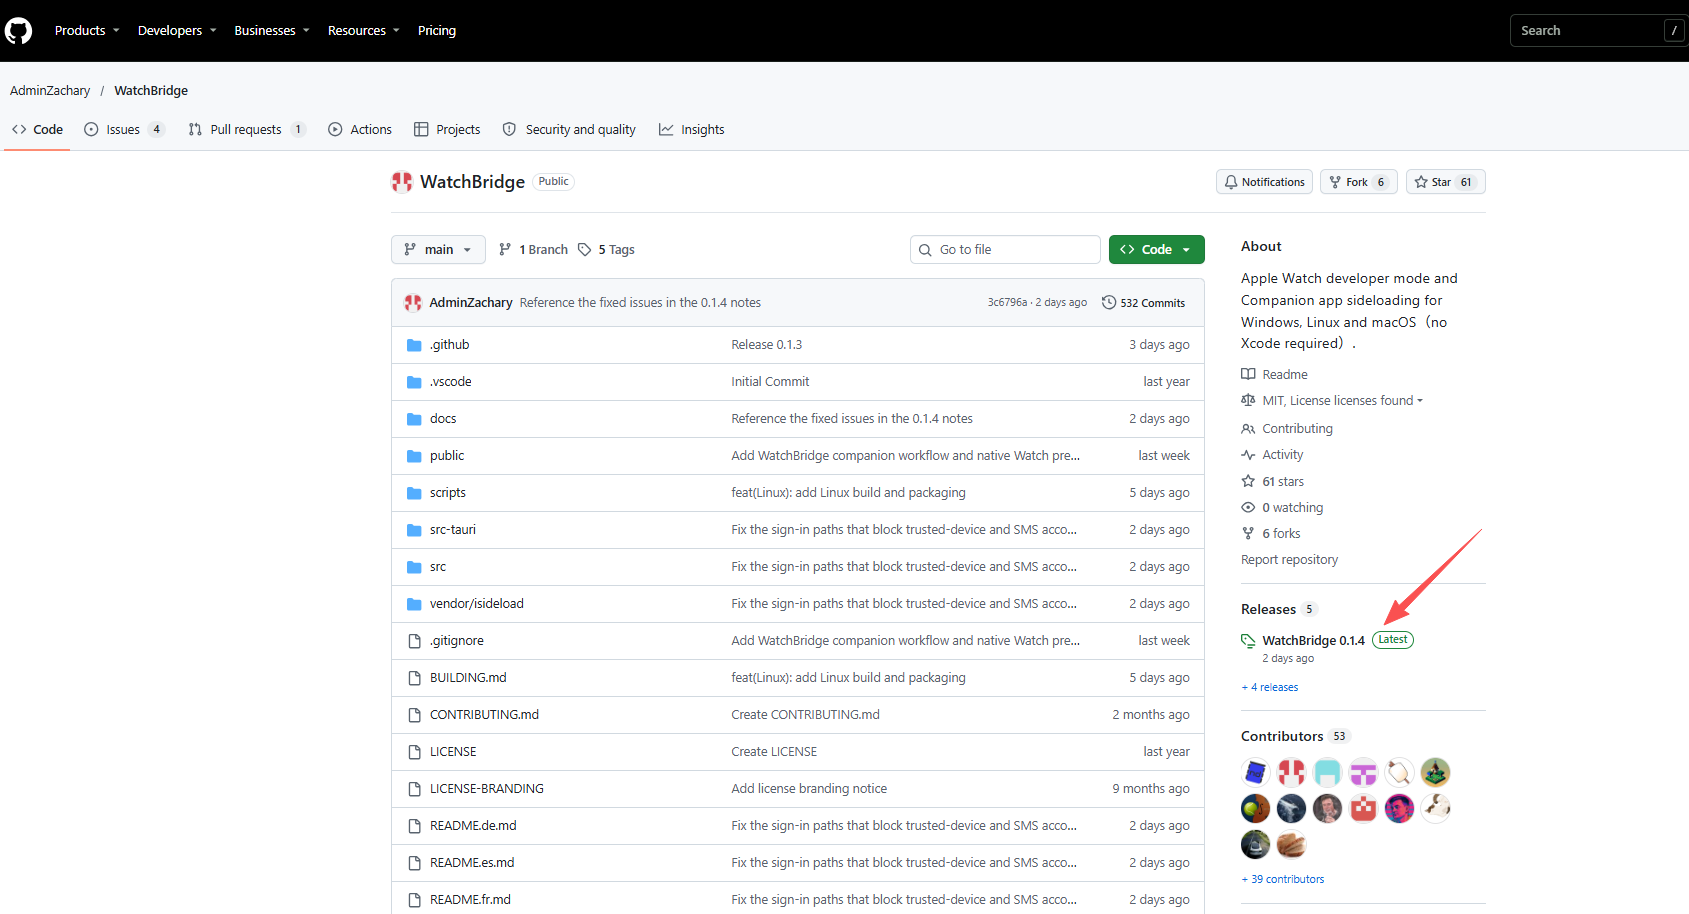 Products Developers Businesses Resources Pricing Search /
AdminZachary / WatchBridge
Code Issues 4 Pull requests 1 Actions Projects Security and quality Insights
WatchBridge Public Notifications Fork 6 Star 61
main 1 Branch 5 Tags Go to file Code
AdminZachary Reference the fixed issues in the 0.1.4 notes 3c6796a · 2 days ago 532 Commits
.github Release 0.1.3 3 days ago
.vscode Initial Commit last year
docs Reference the fixed issues in the 0.1.4 notes 2 days ago
public Add WatchBridge companion workflow and native Watch pre... last week
scripts feat(Linux): add Linux build and packaging 5 days ago
src-tauri Fix the sign-in paths that block trusted-device and SMS acco... 2 days ago
src Fix the sign-in paths that block trusted-device and SMS acco... 2 days ago
vendor/isideload Fix the sign-in paths that block trusted-device and SMS acco... 2 days ago
.gitignore Add WatchBridge companion workflow and native Watch pre... last week
BUILDING.md feat(Linux): add Linux build and packaging 5 days ago
CONTRIBUTING.md Create CONTRIBUTING.md 2 months ago
LICENSE Create LICENSE last year
LICENSE-BRANDING Add license branding notice 9 months ago
README.de.md Fix the sign-in paths that block trusted-device and SMS acco... 2 days ago
README.es.md Fix the sign-in paths that block trusted-device and SMS acco... 2 days ago
README.fr.md Fix the sign-in paths that block trusted-device and SMS acco... 2 days ago
About
Apple Watch developer mode and
Companion app sideloading for
Windows, Linux and macOS（no
Xcode required）.
Readme
MIT, License licenses found
Contributing
Activity
61 stars
0 watching
6 forks
Report repository
Releases 5
WatchBridge 0.1.4 Latest
2 days ago
+ 4 releases
Contributors 53
+ 39 contributors